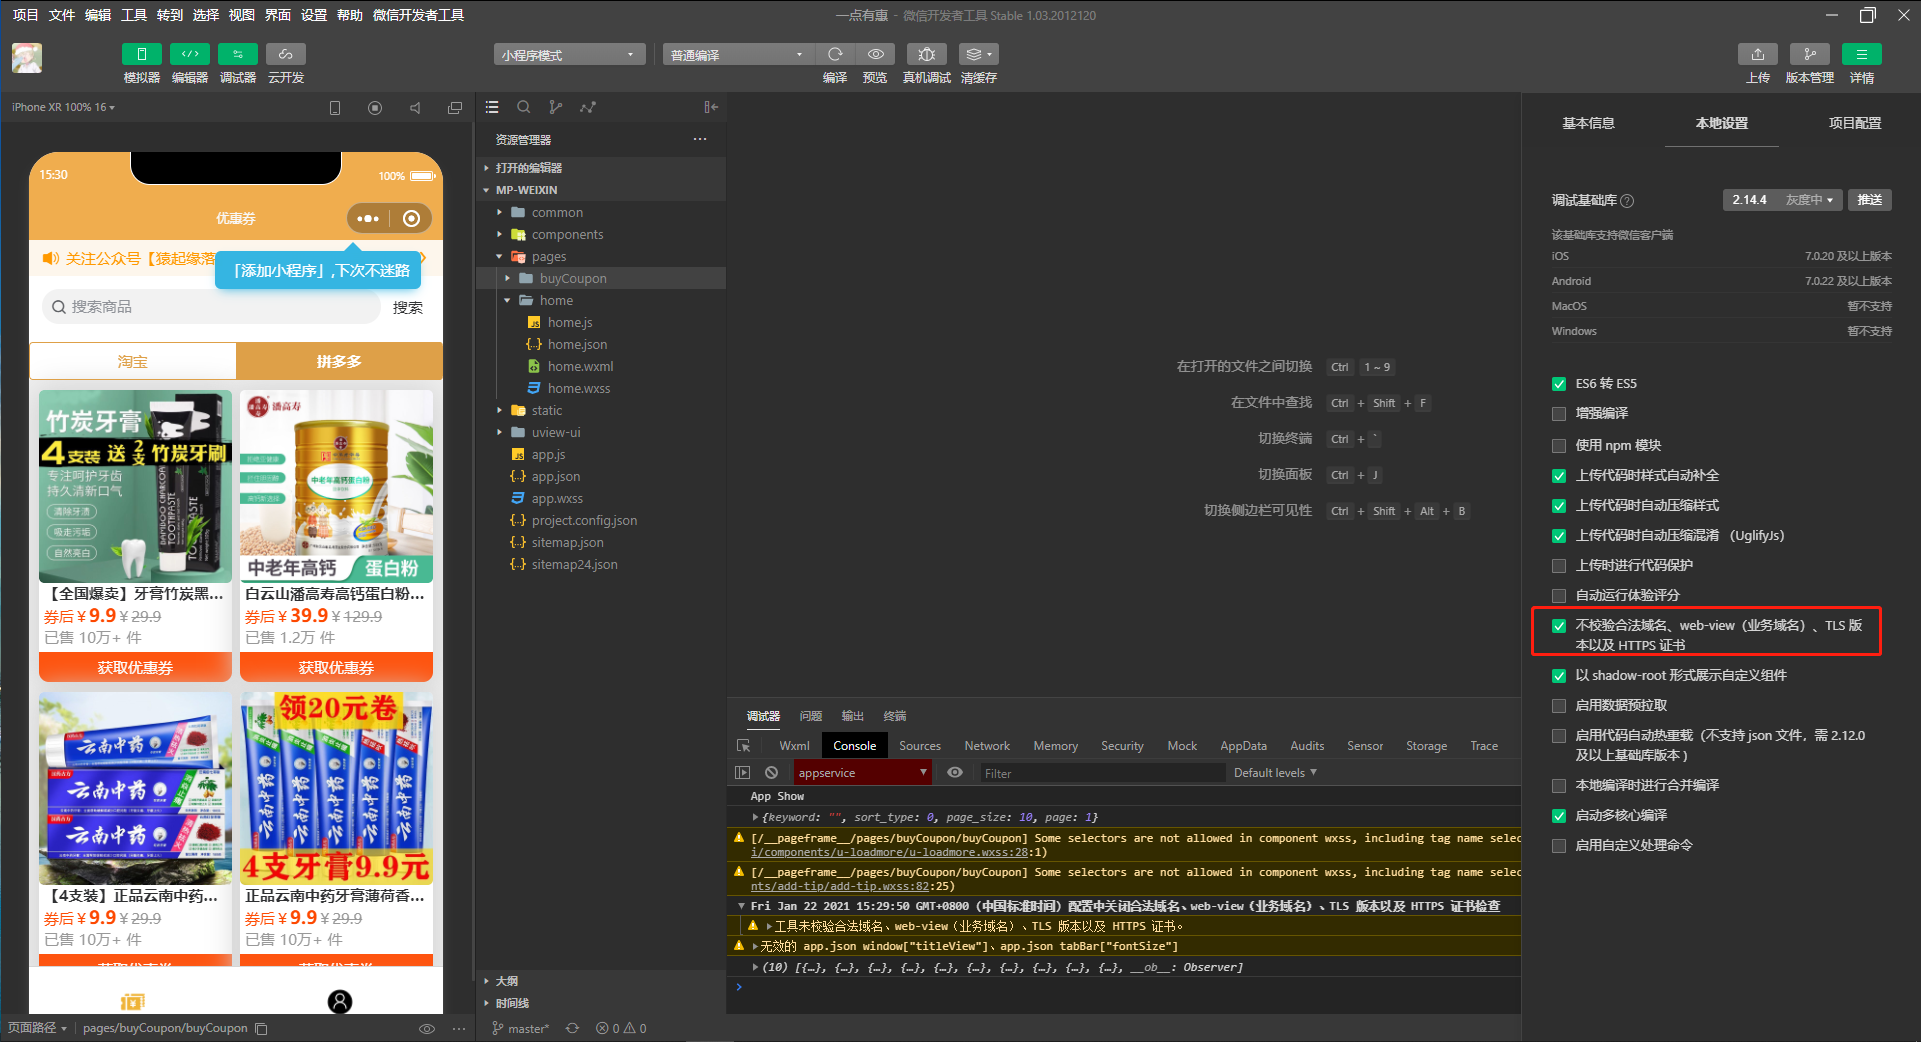 项目 文件 编辑 工具 转到 选择 视图 界面 设置 帮助 微信开发者工具
一点有惠 - 微信开发者工具 Stable 1.03.2012120
模拟器 编辑器 调试器 云开发
小程序模式
普通编译
编译 预览 真机调试 清缓存
上传 版本管理 详情
iPhone XR 100% 16
15:30
100%
优惠券
关注公众号【猿起缘落
「添加小程序」,下次不迷路
搜索商品
搜索
淘宝
拼多多
竹炭牙膏
4支装 送2支 竹炭牙刷
专注呵护牙齿
持久清新口气
清除牙渍
吸走污垢
自然亮白
BAMBOO CHARCOAL
TOOTHPASTE
【全国爆卖】牙膏竹炭黑...
券后¥9.9 ¥29.9
已售 10万+ 件
获取优惠券
潘高寿
中老年高钙蛋白粉
中老年高钙 蛋白粉
白云山潘高寿高钙蛋白粉...
券后¥39.9 ¥129.9
已售 1.2万 件
获取优惠券
云南中药
云南中药
云南中药
【4支装】正品云南中药...
券后¥9.9 ¥29.9
已售 10万+ 件
获取优惠券
领20元卷
云南中药
4支牙膏9.9元
正品云南中药牙膏薄荷香...
券后¥9.9 ¥29.9
已售 10万+ 件
获取优惠券
页面路径 pages/buyCoupon/buyCoupon
资源管理器
打开的编辑器
MP-WEIXIN
common
components
pages
buyCoupon
home
home.js
home.json
home.wxml
home.wxss
static
uview-ui
app.js
app.json
app.wxss
project.config.json
sitemap.json
sitemap24.json
大纲
时间线
master* 0 0
在打开的文件之间切换 Ctrl 1 ~ 9
在文件中查找 Ctrl + Shift + F
切换终端 Ctrl + `
切换面板 Ctrl + J
切换侧边栏可见性 Ctrl + Shift + Alt + B
调试器 问题 输出 终端
Wxml Console Sources Network Memory Security Mock AppData Audits Sensor Storage Trace
appservice Filter Default levels
App Show
{keyword: "", sort_type: 0, page_size: 10, page: 1}
[/__pageframe__/pages/buyCoupon/buyCoupon] Some selectors are not allowed in component wxss, including tag name selec
i/components/u-loadmore/u-loadmore.wxss:28:1)
[/__pageframe__/pages/buyCoupon/buyCoupon] Some selectors are not allowed in component wxss, including tag name selec
nts/add-tip/add-tip.wxss:82:25)
Fri Jan 22 2021 15:29:50 GMT+0800 (中国标准时间) 配置中关闭合法域名、web-view (业务域名) 、TLS 版本以及 HTTPS 证书检查
工具未校验合法域名、web-view (业务域名) 、TLS 版本以及 HTTPS 证书。
无效的 app.json window["titleView"]、app.json tabBar["fontSize"]
(10) [{…}, {…}, {…}, {…}, {…}, {…}, {…}, {…}, {…}, {…}, __ob__: Observer]
基本信息 本地设置 项目配置
调试基础库 2.14.4 灰度中 推送
该基础库支持微信客户端
iOS 7.0.20 及以上版本
Android 7.0.22 及以上版本
MacOS 暂不支持
Windows 暂不支持
ES6 转 ES5
增强编译
使用 npm 模块
上传代码时样式自动补全
上传代码时自动压缩样式
上传代码时自动压缩混淆 (UglifyJs)
上传时进行代码保护
自动运行体验评分
不校验合法域名、web-view（业务域名）、TLS 版
本以及 HTTPS 证书
以 shadow-root 形式展示自定义组件
启用数据预拉取
启用代码自动热重载（不支持 json 文件，需 2.12.0
及以上基础库版本 )
本地编译时进行合并编译
启动多核心编译
启用自定义处理命令